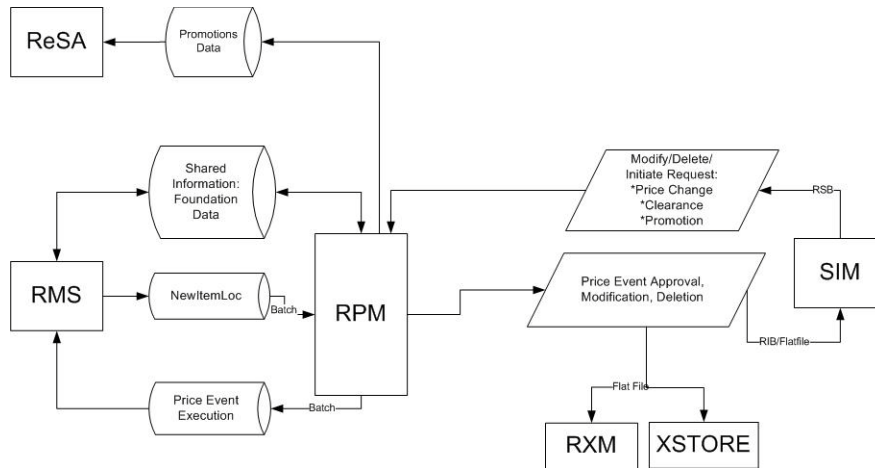 ReSA
Promotions
Data
Shared
Information:
Foundation
Data
Modify/Delete/
Initiate Request:
*Price Change
*Clearance
*Promotion
RSB
RMS
NewItemLoc
Batch
RPM
Price Event Approval,
Modification, Deletion
SIM
RIB/Flatfile
Price Event
Execution
Batch
Flat File
RXM
XSTORE